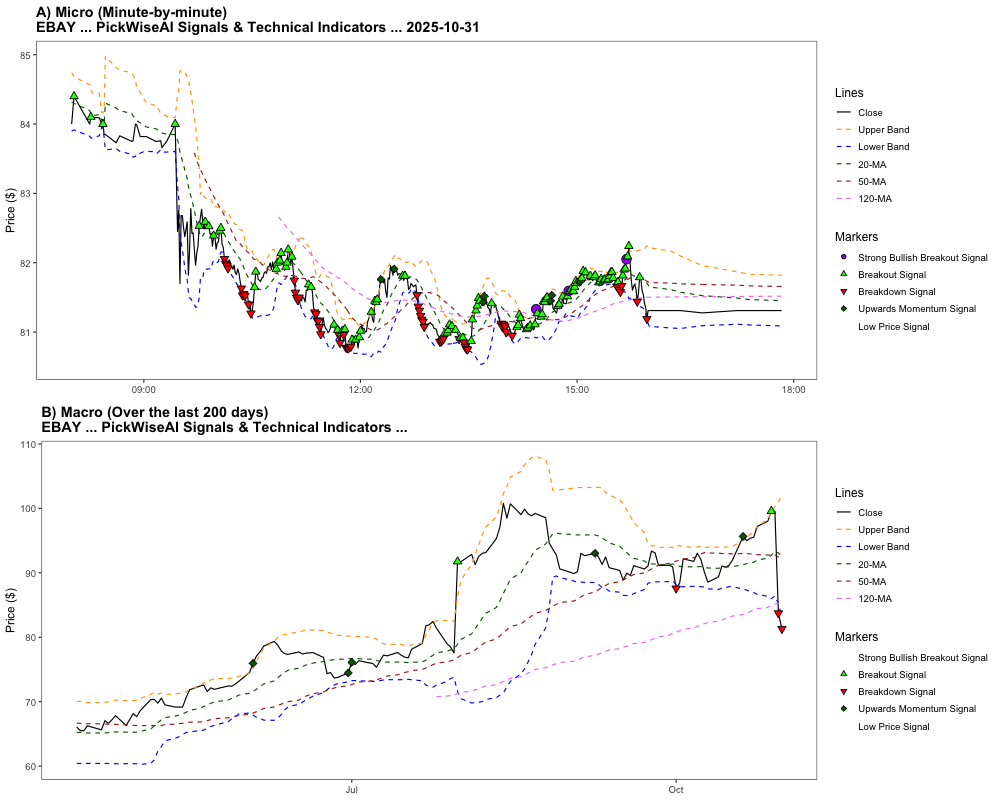 A) Micro (Minute-by-minute)
EBAY ... PickWiseAI Signals & Technical Indicators ... 2025-10-31
85
84
83
82
81
Price ($)
09:00
12:00
15:00
18:00
Lines
Close
Upper Band
Lower Band
20-MA
50-MA
120-MA
Markers
Strong Bullish Breakout Signal
Breakout Signal
Breakdown Signal
Upwards Momentum Signal
Low Price Signal
B) Macro (Over the last 200 days)
EBAY ... PickWiseAI Signals & Technical Indicators ...
110
100
90
80
70
60
Price ($)
Jul
Oct
Lines
Close
Upper Band
Lower Band
20-MA
50-MA
120-MA
Markers
Strong Bullish Breakout Signal
Breakout Signal
Breakdown Signal
Upwards Momentum Signal
Low Price Signal